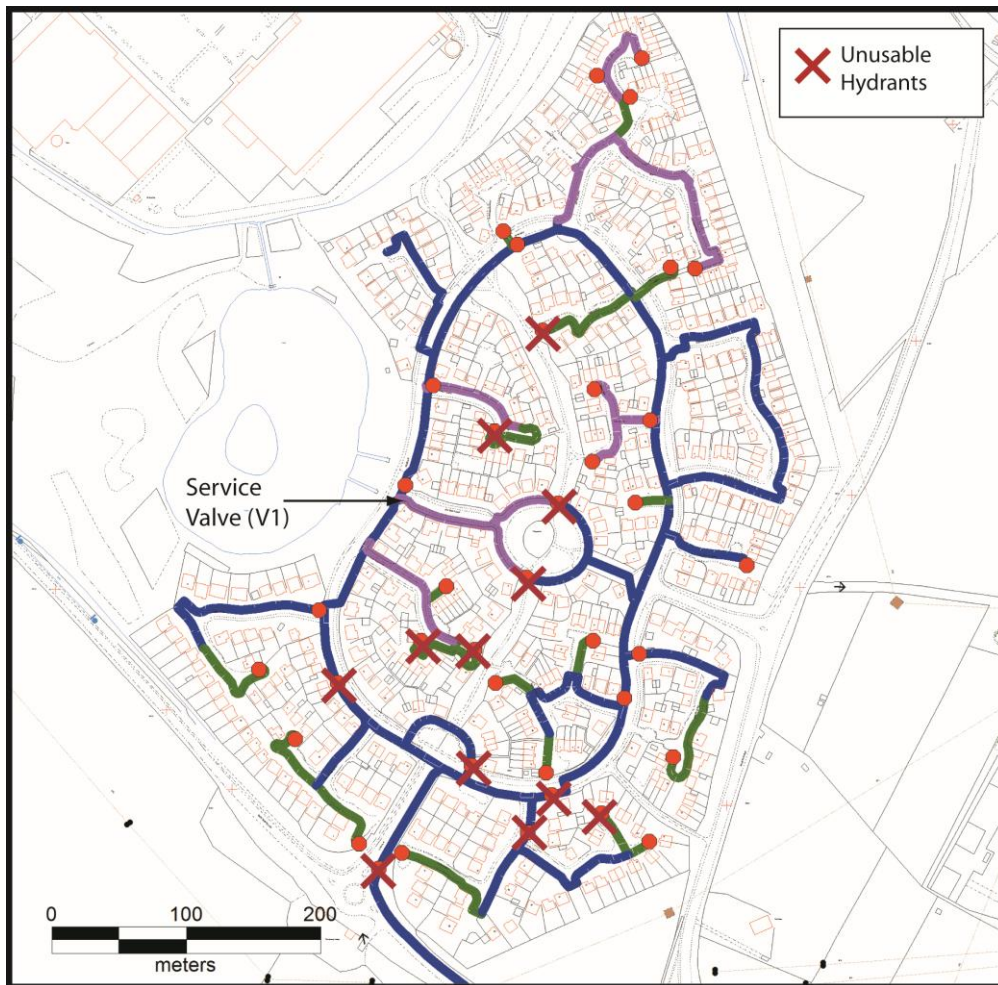 Unusable
Hydrants
Service
Valve (V1)
0 100 200
meters